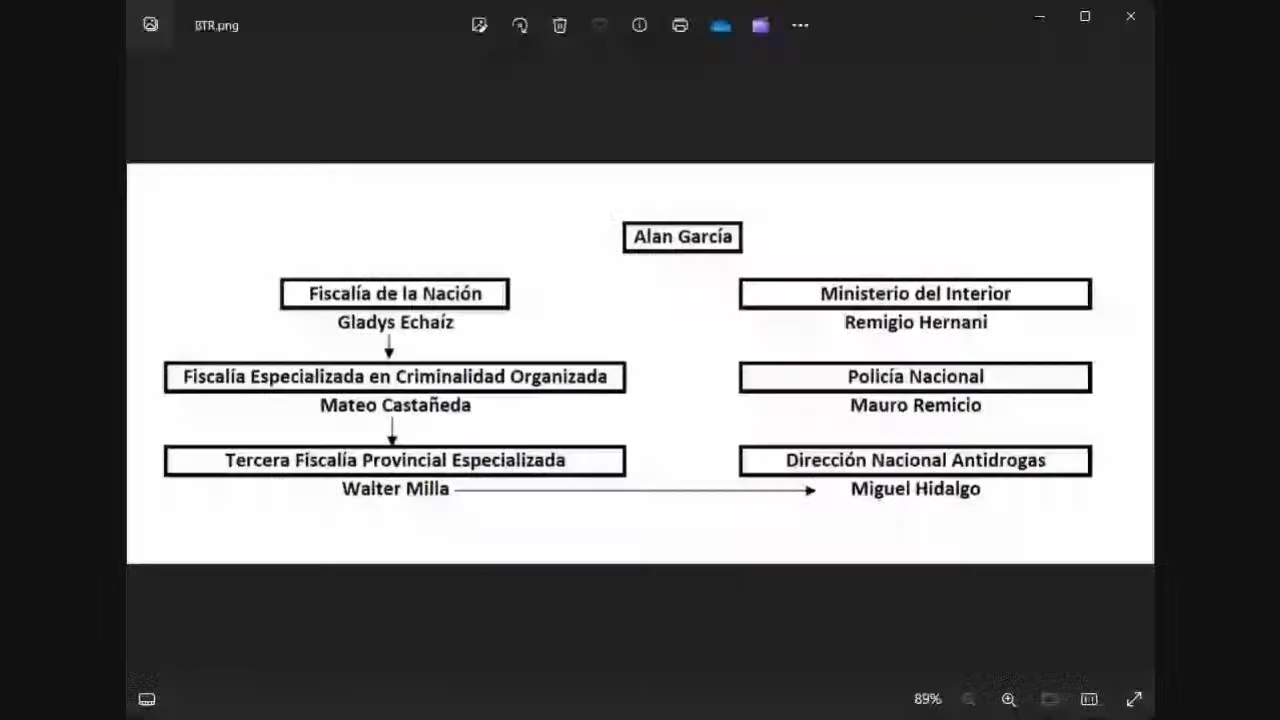 BTR.png
Alan García
Fiscalía de la Nación
Gladys Echaíz
Fiscalía Especializada en Criminalidad Organizada
Mateo Castañeda
Tercera Fiscalía Provincial Especializada
Walter Milla
Ministerio del Interior
Remigio Hernani
Policía Nacional
Mauro Remicio
Dirección Nacional Antidrogas
Miguel Hidalgo
89%